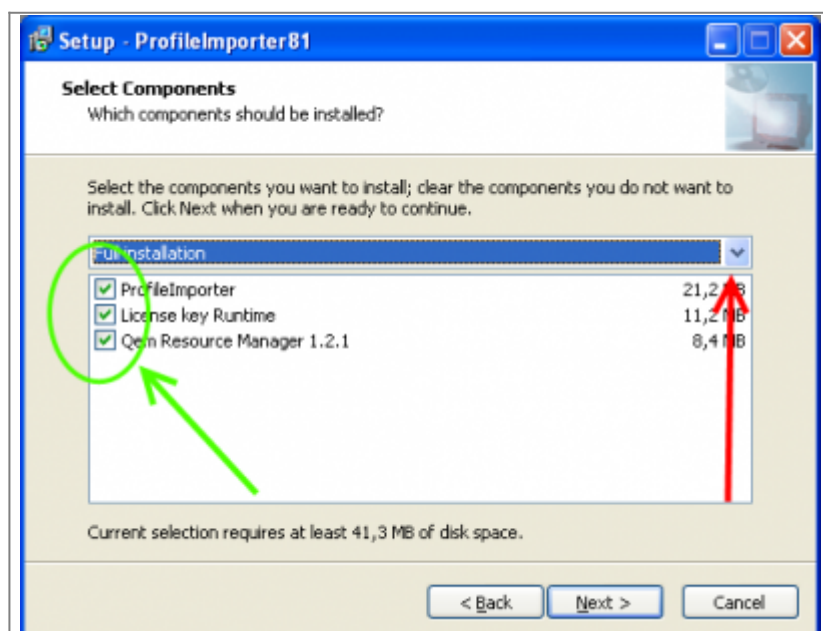 Setup - ProfileImporter81
Select Components
Which components should be installed?
Select the components you want to install; clear the components you do not want to
install. Click Next when you are ready to continue.
Full installation
ProfileImporter 21,2 MB
License key Runtime 11,2 MB
Qem Resource Manager 1.2.1 8,4 MB
Current selection requires at least 41,3 MB of disk space.
< Back Next > Cancel